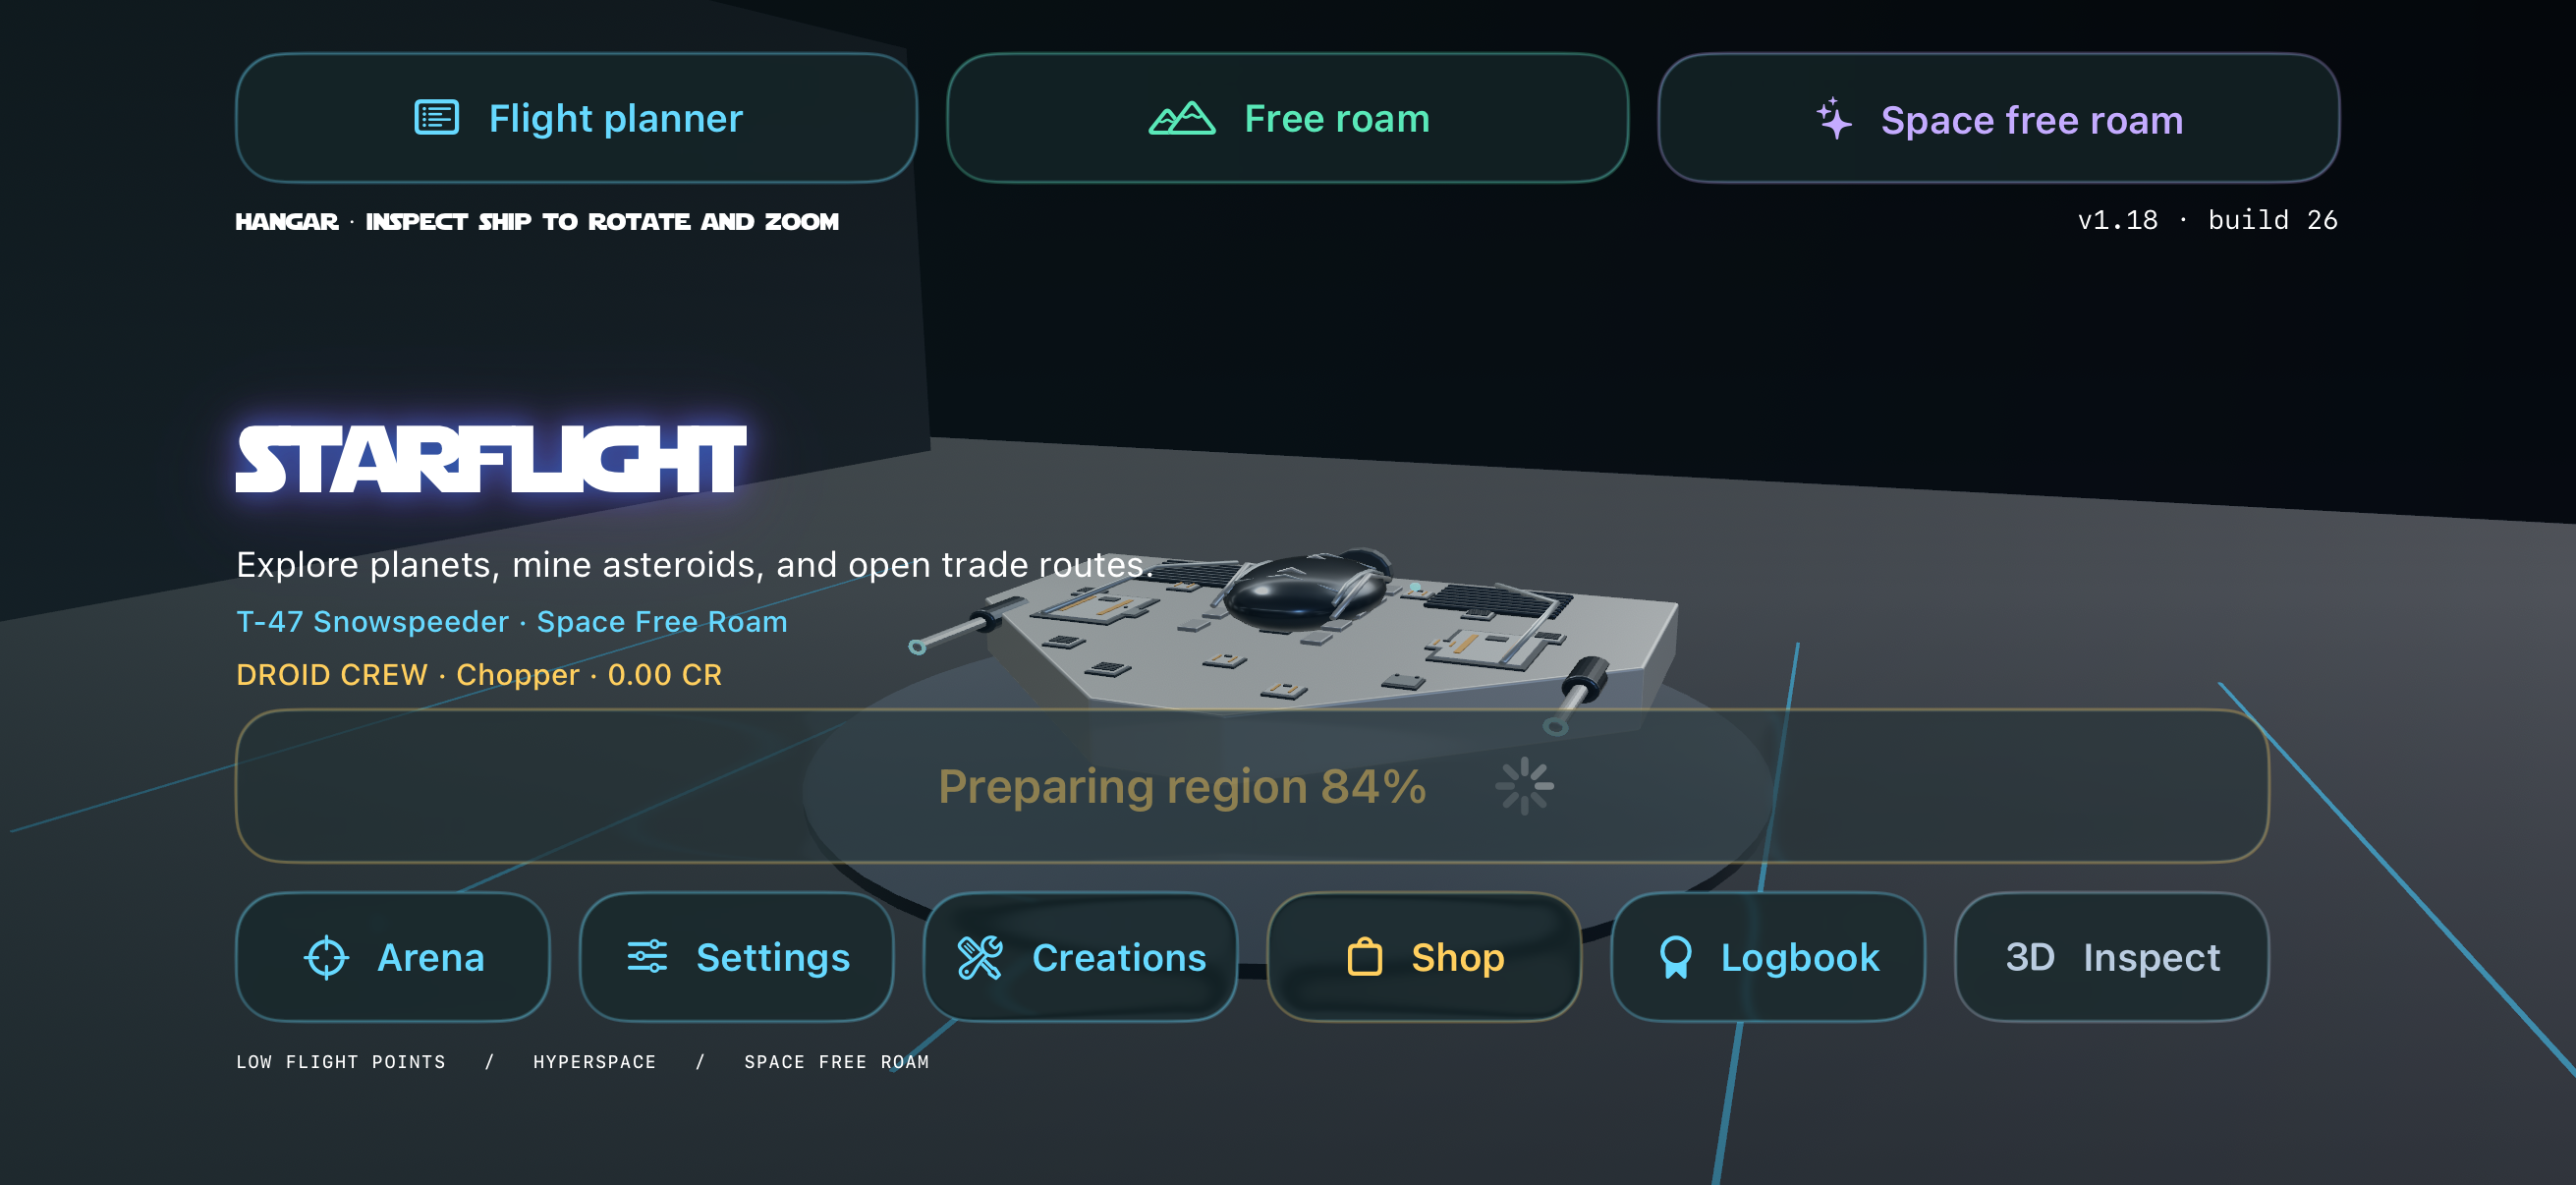 Flight planner
Free roam
Space free roam
HANGAR · INSPECT SHIP TO ROTATE AND ZOOM
v1.18 · build 26
STARFLIGHT
Explore planets, mine asteroids, and open trade routes.
T-47 Snowspeeder · Space Free Roam
DROID CREW · Chopper · 0.00 CR
Preparing region 84%
Arena
Settings
Creations
Shop
Logbook
3D Inspect
LOW FLIGHT POINTS / HYPERSPACE / SPACE FREE ROAM